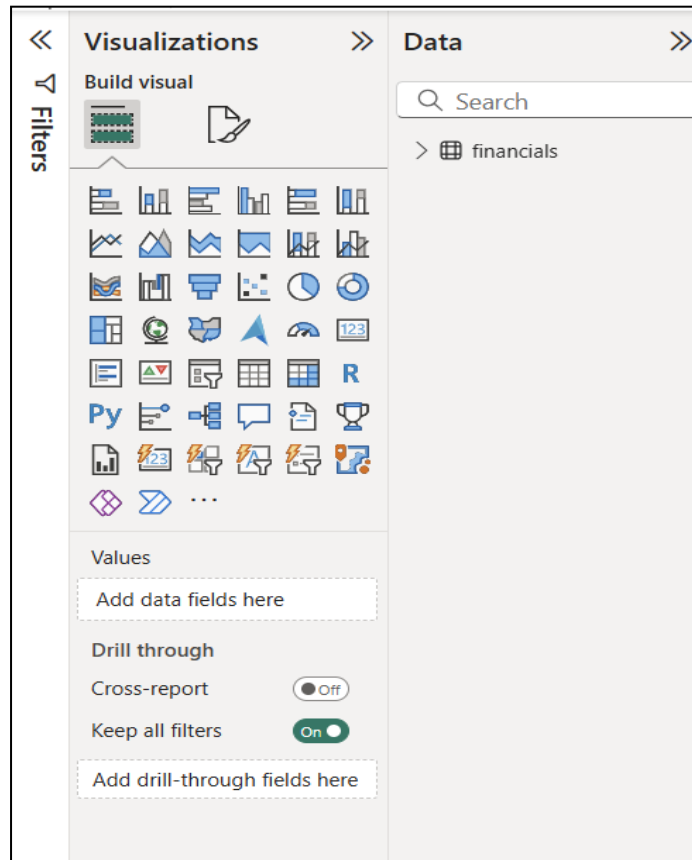 Visualizations
Data
Build visual
Filters
Search
financials
123
R
Py
123
Values
Add data fields here
Drill through
Cross-report
Off
Keep all filters
On
Add drill-through fields here